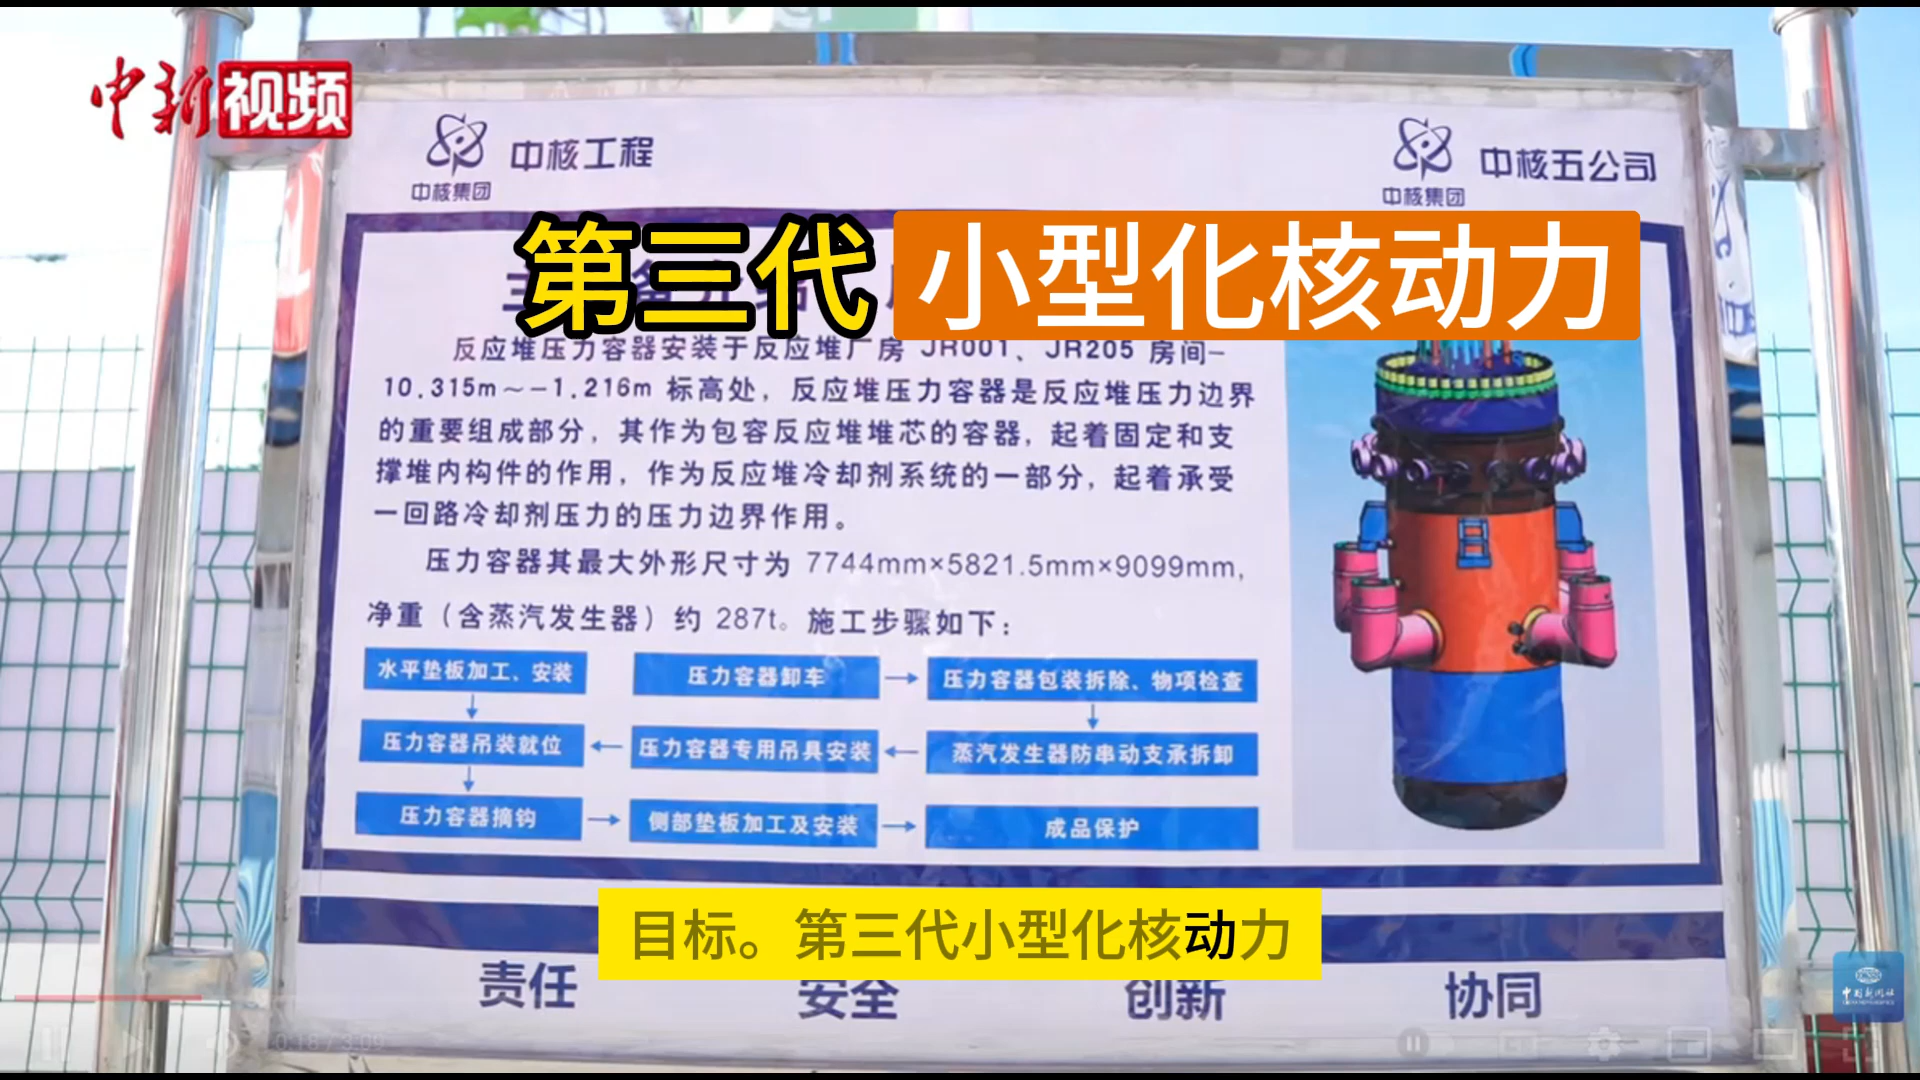 中新视频
中核集团 中核工程
中核集团 中核五公司
第三代 小型化核动力
反应堆压力容器安装于反应堆厂房 JR001、JR205 房间-
10.315m～-1.216m 标高处，反应堆压力容器是反应堆压力边界
的重要组成部分，其作为包容反应堆堆芯的容器，起着固定和支
撑堆内构件的作用，作为反应堆冷却剂系统的一部分，起着承受
一回路冷却剂压力的压力边界作用。
压力容器其最大外形尺寸为 7744mm×5821.5mm×9099mm,
净重（含蒸汽发生器）约 287t。施工步骤如下：
水平垫板加工、安装
压力容器卸车
压力容器包装拆除、物项检查
压力容器吊装就位
压力容器专用吊具安装
蒸汽发生器防串动支承拆卸
压力容器摘钩
侧部垫板加工及安装
成品保护
目标。第三代小型化核动力
责任 安全 创新 协同
中国新闻社
0:18 / 3:09